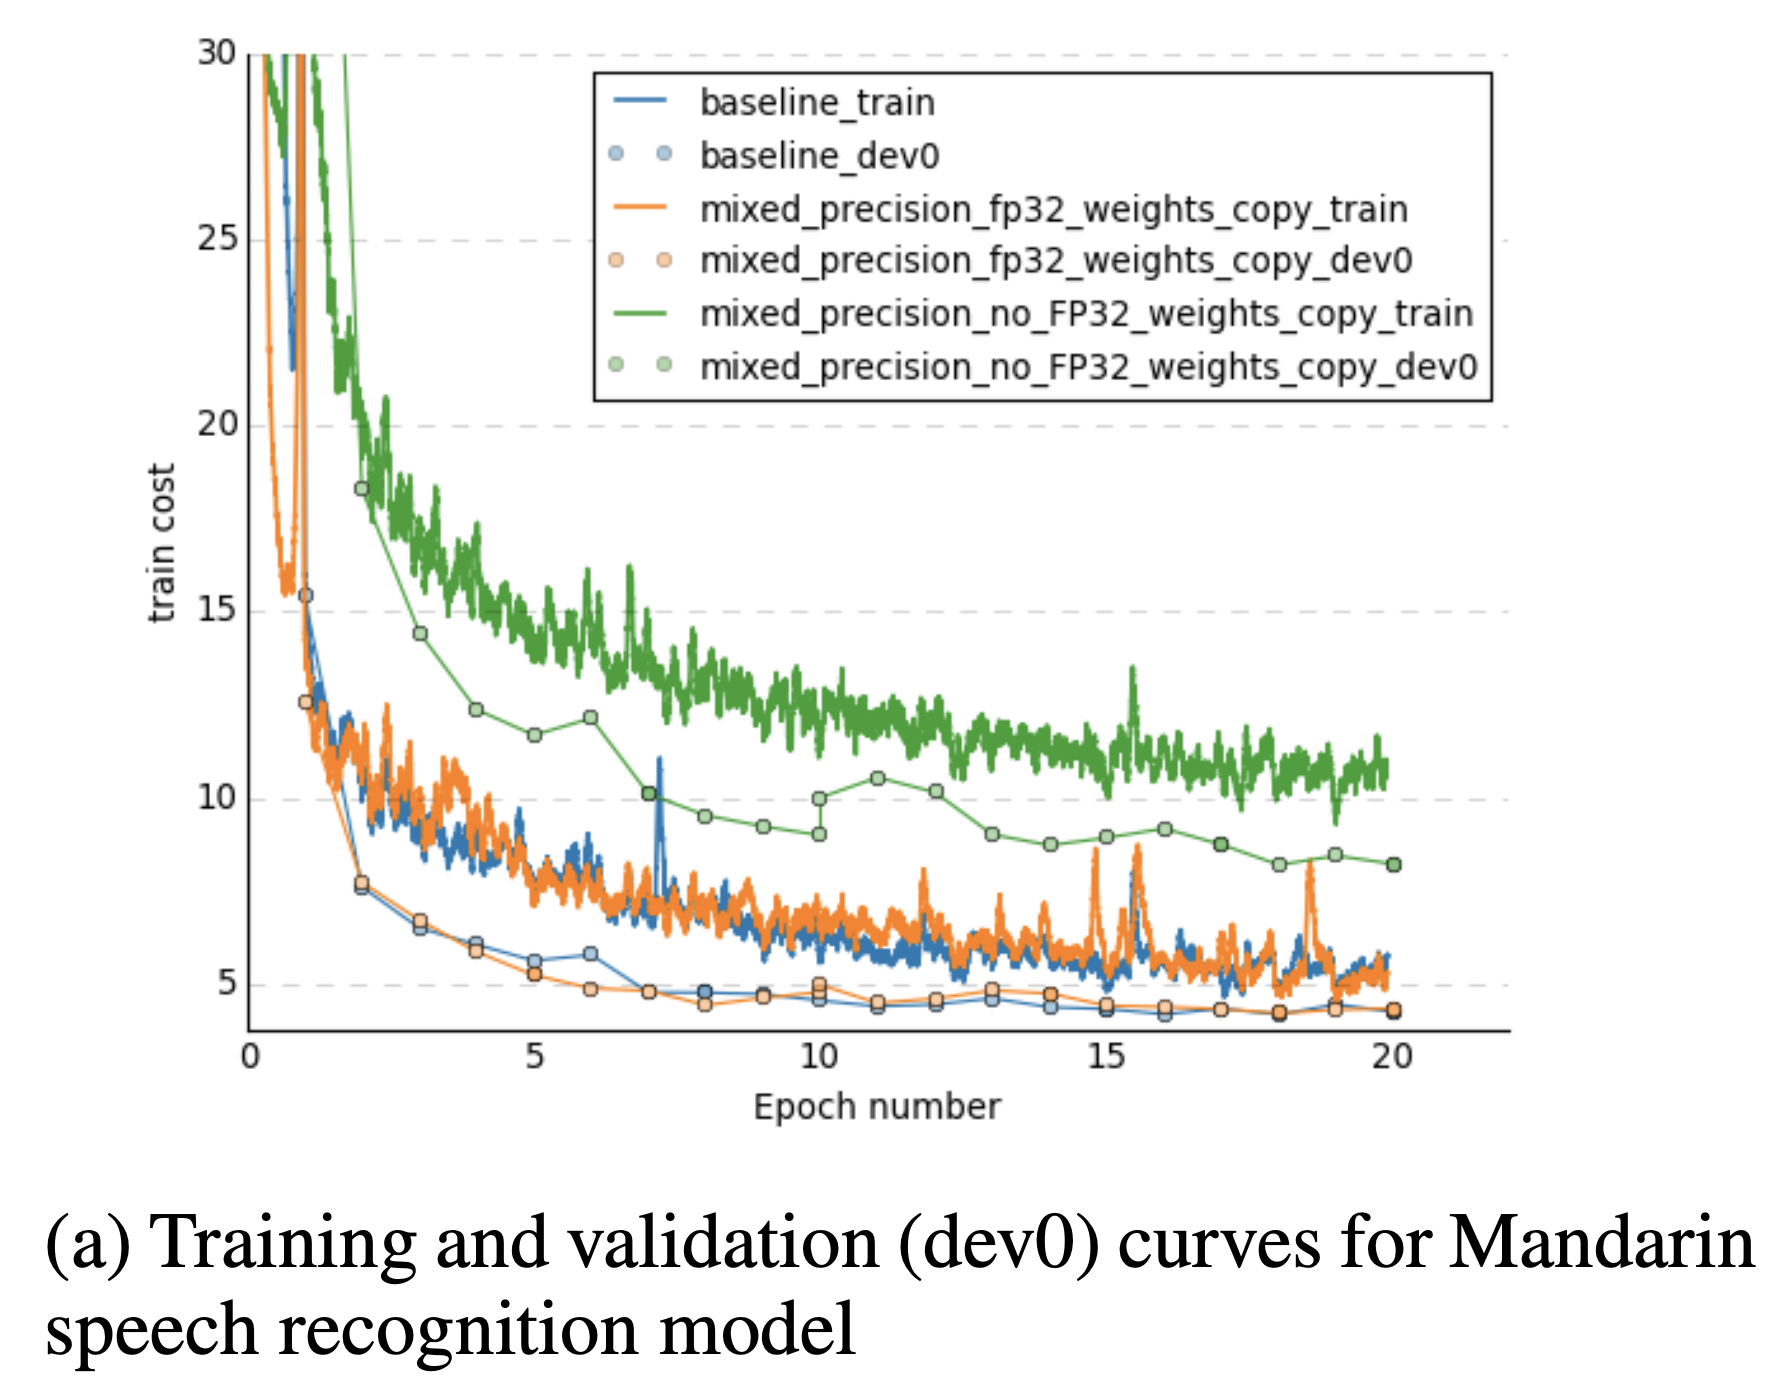 30
25
20
15
10
5
train cost
baseline_train
baseline_dev0
mixed_precision_fp32_weights_copy_train
mixed_precision_fp32_weights_copy_dev0
mixed_precision_no_FP32_weights_copy_train
mixed_precision_no_FP32_weights_copy_dev0
0 5 10 15 20
Epoch number
(a) Training and validation (dev0) curves for Mandarin
speech recognition model